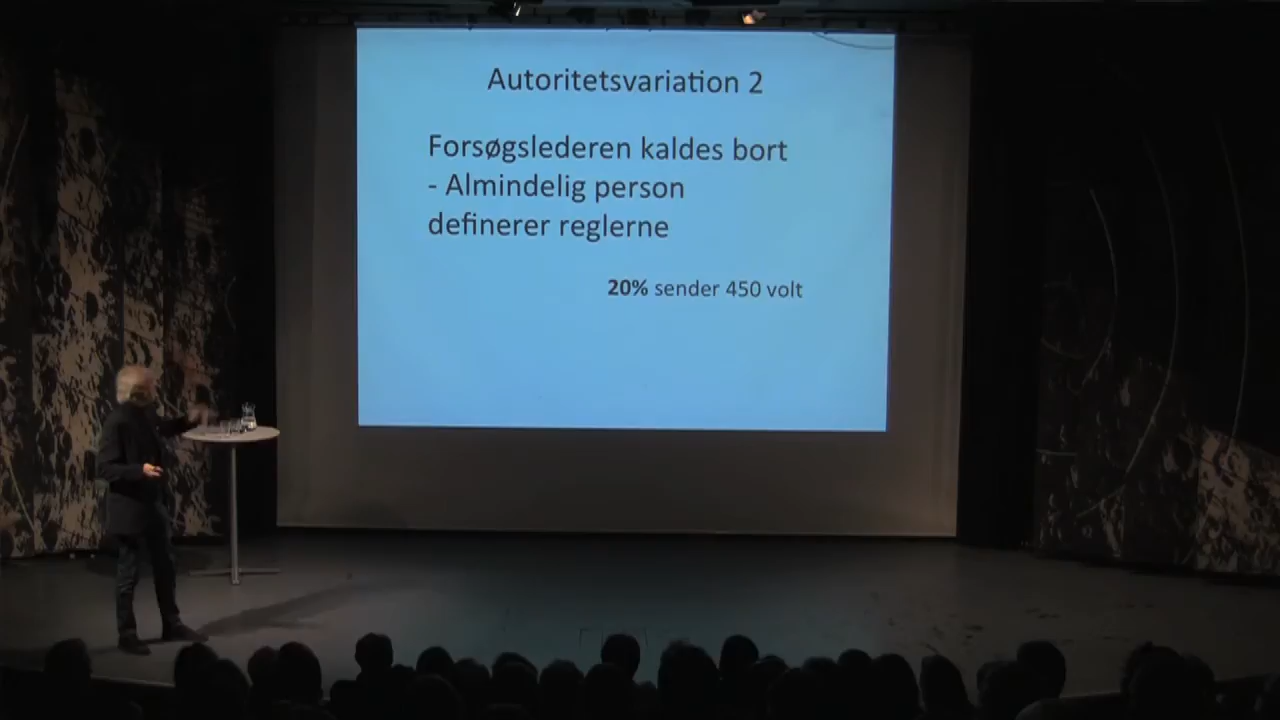 Autoritetsvariation 2
Forsøgslederen kaldes bort
- Almindelig person
definerer reglerne
20% sender 450 volt